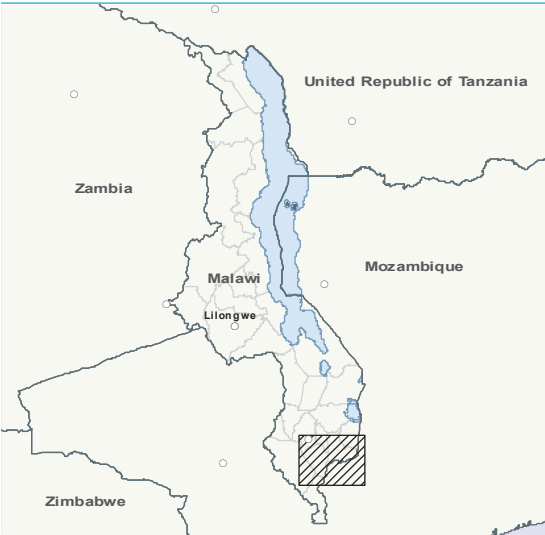 United Republic of Tanzania
Zambia
Mozambique
Malawi
Lilongwe
Zimbabwe